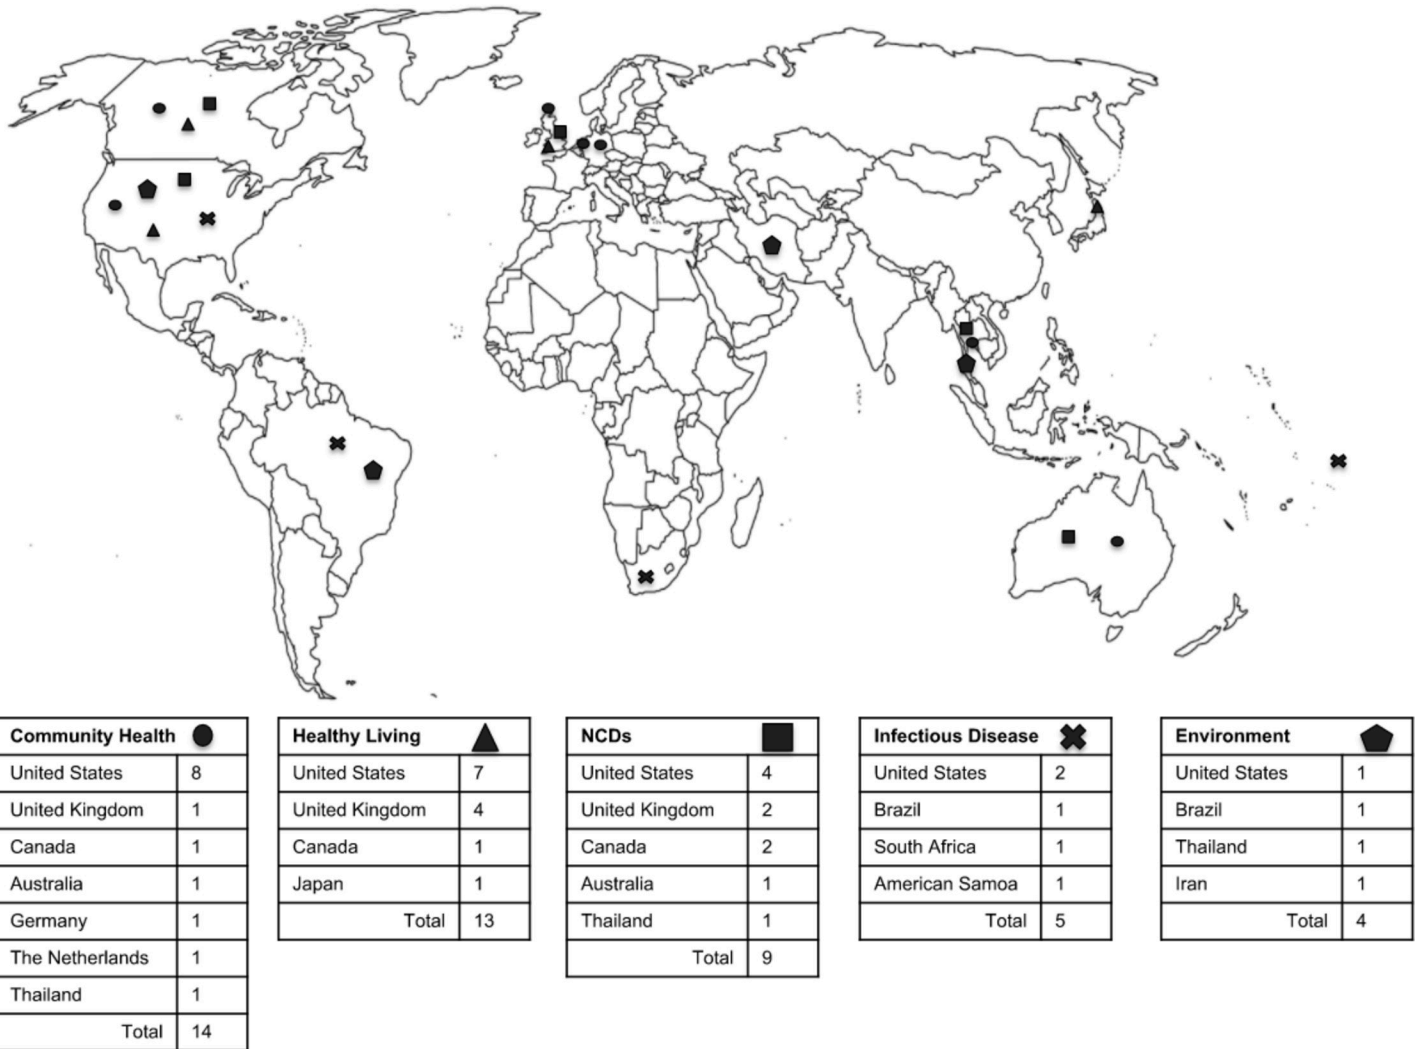 Community Health
United States 8
United Kingdom 1
Canada 1
Australia 1
Germany 1
The Netherlands 1
Thailand 1
Total 14
Healthy Living
United States 7
United Kingdom 4
Canada 1
Japan 1
Total 13
NCDs
United States 4
United Kingdom 2
Canada 2
Australia 1
Thailand 1
Total 9
Infectious Disease
United States 2
Brazil 1
South Africa 1
American Samoa 1
Total 5
Environment
United States 1
Brazil 1
Thailand 1
Iran 1
Total 4